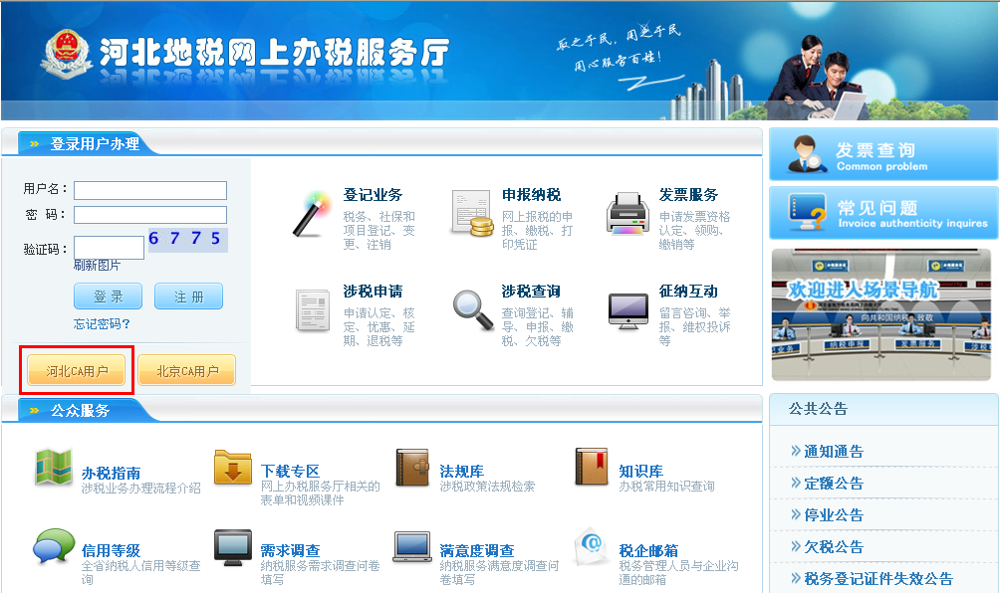 河北地税网上办税服务厅
取之于民，用之于民
用心服务百姓！
登录用户办理
用户名：
密 码：
验证码：
6 7 7 5
刷新图片
登 录
注 册
忘记密码?
河北CA用户
北京CA用户
登记业务
税务、社保和
项目登记、变
更、注销
申报纳税
网上报税的申
报、缴税、打
印凭证
发票服务
申请发票资格
认定、领购、
缴销等
涉税申请
申请认定、核
定、优惠、延
期、退税等
涉税查询
查询登记、辅
导、申报、缴
税、欠税等
征纳互动
留言咨询、举
报、维权投诉
等
发票查询
Common problem
常见问题
Invoice authenticity inquires
欢迎进入场景导航
向共和国纳税人致敬
纳税申报
发票服务
公众服务
办税指南
涉税业务办理流程介绍
下载专区
网上办税服务厅相关的
表单和视频课件
法规库
涉税政策法规检索
知识库
办税常用知识查询
信用等级
全省纳税人信用等级查
询
需求调查
纳税服务需求调查问卷
填写
满意度调查
纳税服务满意度调查问
卷填写
税企邮箱
税务管理人员与企业沟
通的邮箱
公共公告
通知通告
定额公告
停业公告
欠税公告
税务登记证件失效公告